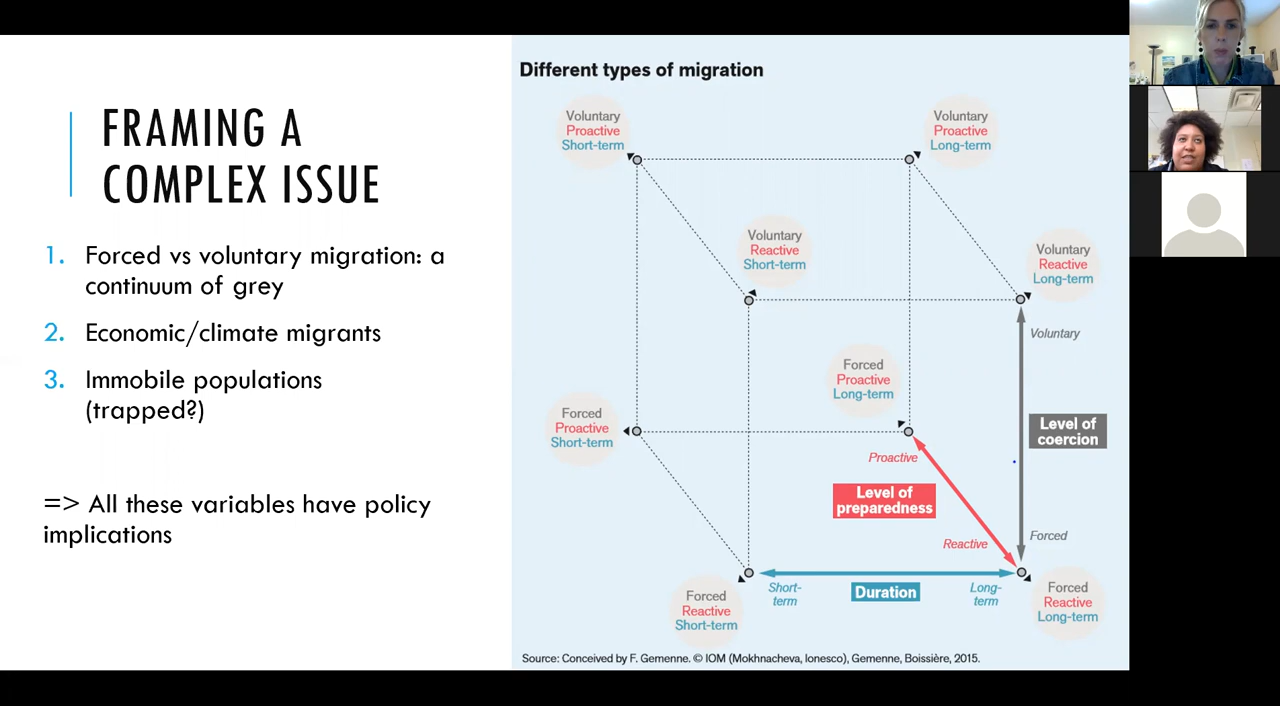 FRAMING A
COMPLEX ISSUE
1. Forced vs voluntary migration: a
continuum of grey
2. Economic/climate migrants
3. Immobile populations
(trapped?)
=> All these variables have policy
implications
Different types of migration
Voluntary
Proactive
Short-term
Voluntary
Proactive
Long-term
Voluntary
Reactive
Short-term
Voluntary
Reactive
Long-term
Voluntary
Forced
Proactive
Long-term
Forced
Proactive
Short-term
Level of
coercion
Proactive
Level of
preparedness
Reactive
Forced
Short-
term
Duration
Long-
term
Forced
Reactive
Short-term
Forced
Reactive
Long-term
Source: Conceived by F. Gemenne. © IOM (Mokhnacheva, Ionesco), Gemenne, Boissière, 2015.